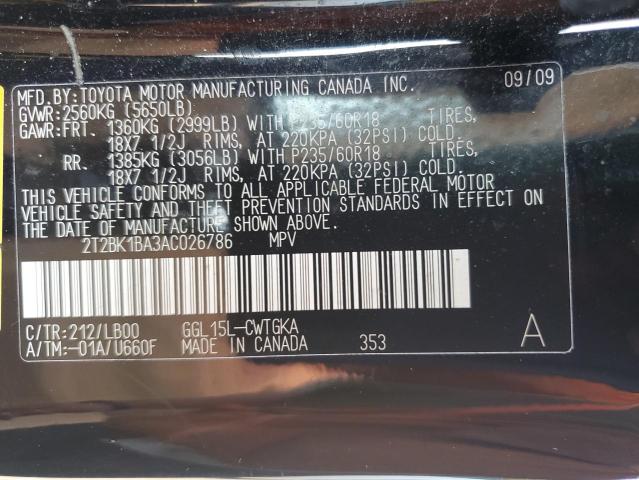 MFD.BY:TOYOTA MOTOR MANUFACTURING CANADA INC. 09/09
GVWR:2560KG (5650LB)
GAWR:FRT. 1360KG (2999LB) WITH P235/60R18 TIRES,
18X7 1/2J RIMS, AT 220KPA (32PSI) COLD.
RR. 1385KG (3056LB) WITH P235/60R18 TIRES,
18X7 1/2J RIMS, AT 220KPA (32PSI) COLD.
THIS VEHICLE CONFORMS TO ALL APPLICABLE FEDERAL MOTOR
VEHICLE SAFETY AND THEFT PREVENTION STANDARDS IN EFFECT ON
THE DATE OF MANUFACTURE SHOWN ABOVE.
2T2BK1BA3AC026786 MPV
C/TR:212/LB00 GGL15L-CWTGKA
A/TM:-01A/U660F MADE IN CANADA 353 A